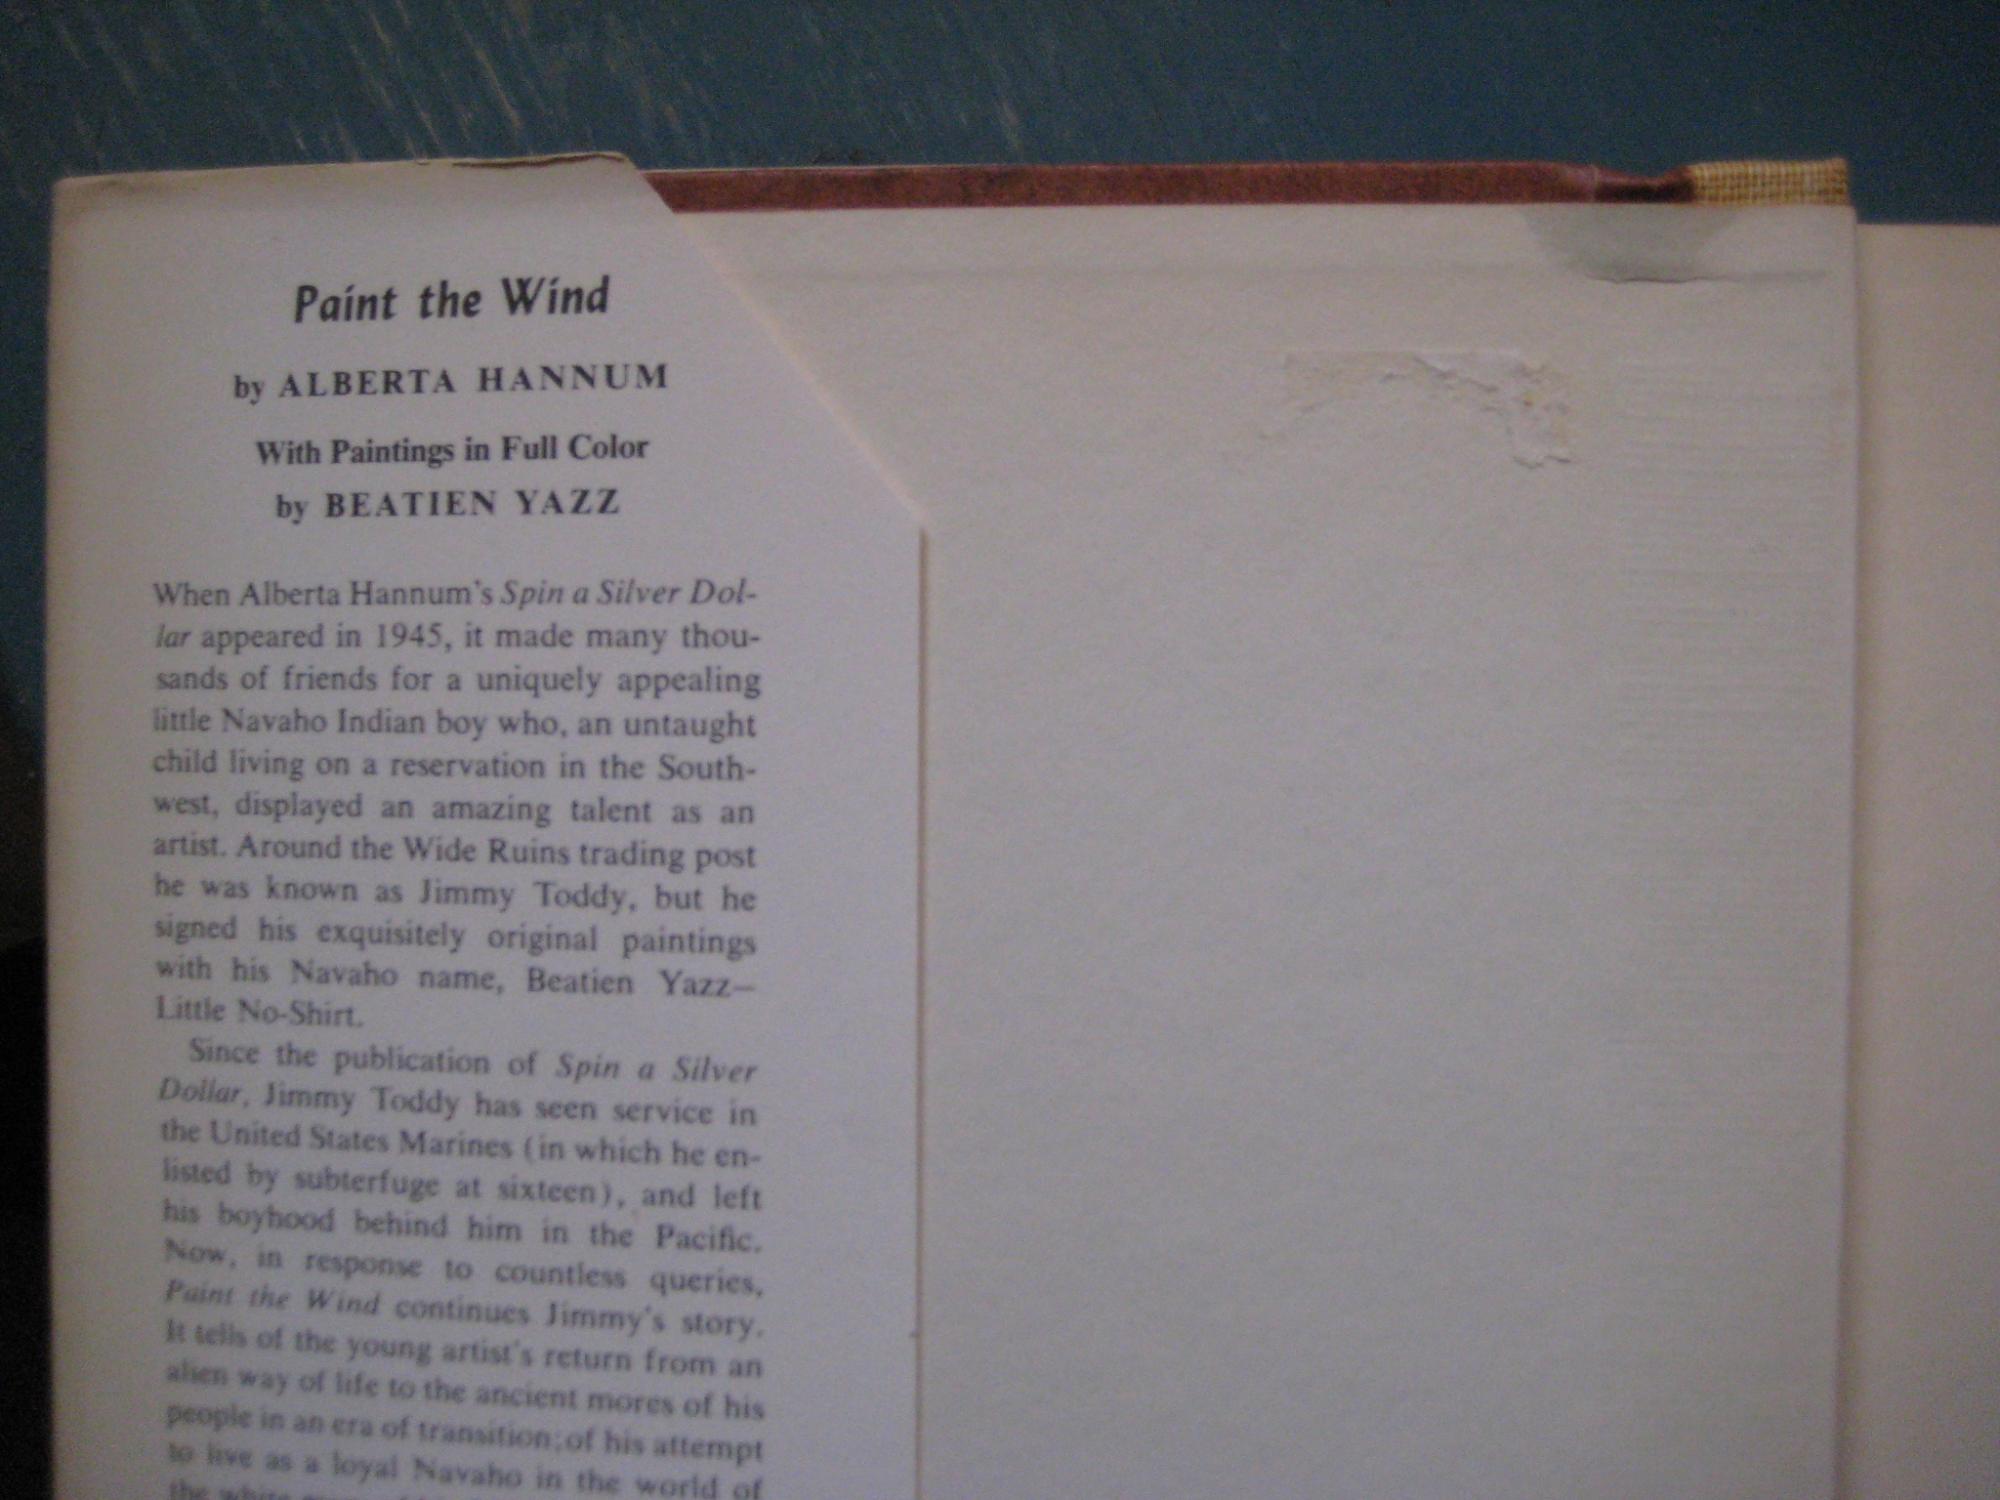 Paint the Wind
by ALBERTA HANNUM
With Paintings in Full Color
by BEATIEN YAZZ
When Alberta Hannum's Spin a Silver Dol-
lar appeared in 1945, it made many thou-
sands of friends for a uniquely appealing
little Navaho Indian boy who, an untaught
child living on a reservation in the South-
west, displayed an amazing talent as an
artist. Around the Wide Ruins trading post
he was known as Jimmy Toddy, but he
signed his exquisitely original paintings
with his Navaho name, Beatien Yazz—
Little No-Shirt.
Since the publication of Spin a Silver
Dollar, Jimmy Toddy has seen service in
the United States Marines (in which he en-
listed by subterfuge at sixteen), and left
his boyhood behind him in the Pacific.
Now, in response to countless queries,
Paint the Wind continues Jimmy's story.
It tells of the young artist's return from an
alien way of life to the ancient mores of his
people in an era of transition; of his attempt
to live as a loyal Navaho in the world of
the white